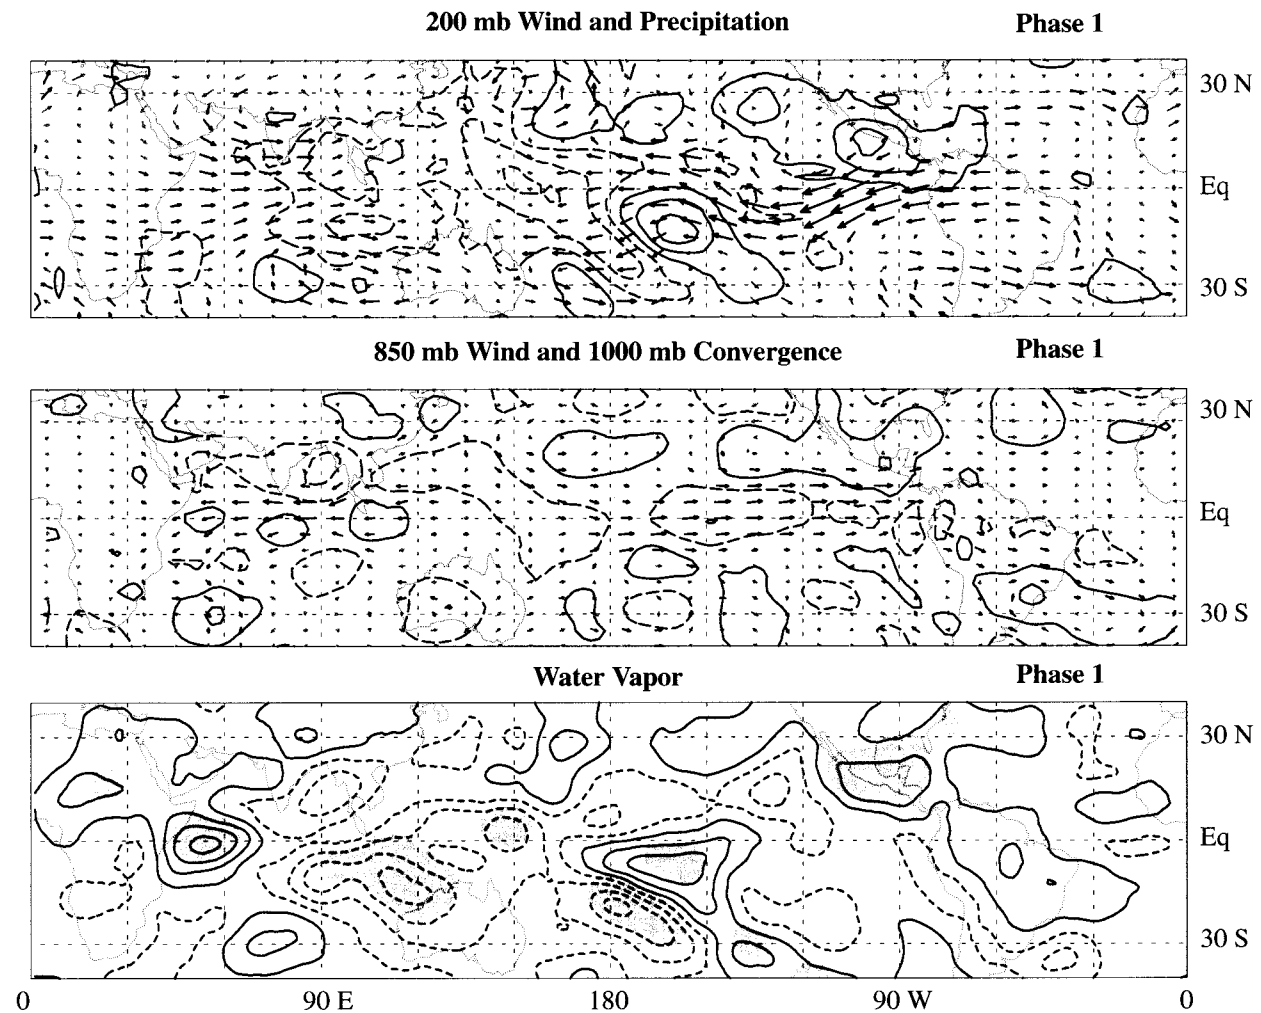 200 mb Wind and Precipitation Phase 1
30 N
Eq
30 S
850 mb Wind and 1000 mb Convergence Phase 1
30 N
Eq
30 S
Water Vapor Phase 1
30 N
Eq
30 S
0 90 E 180 90 W 0